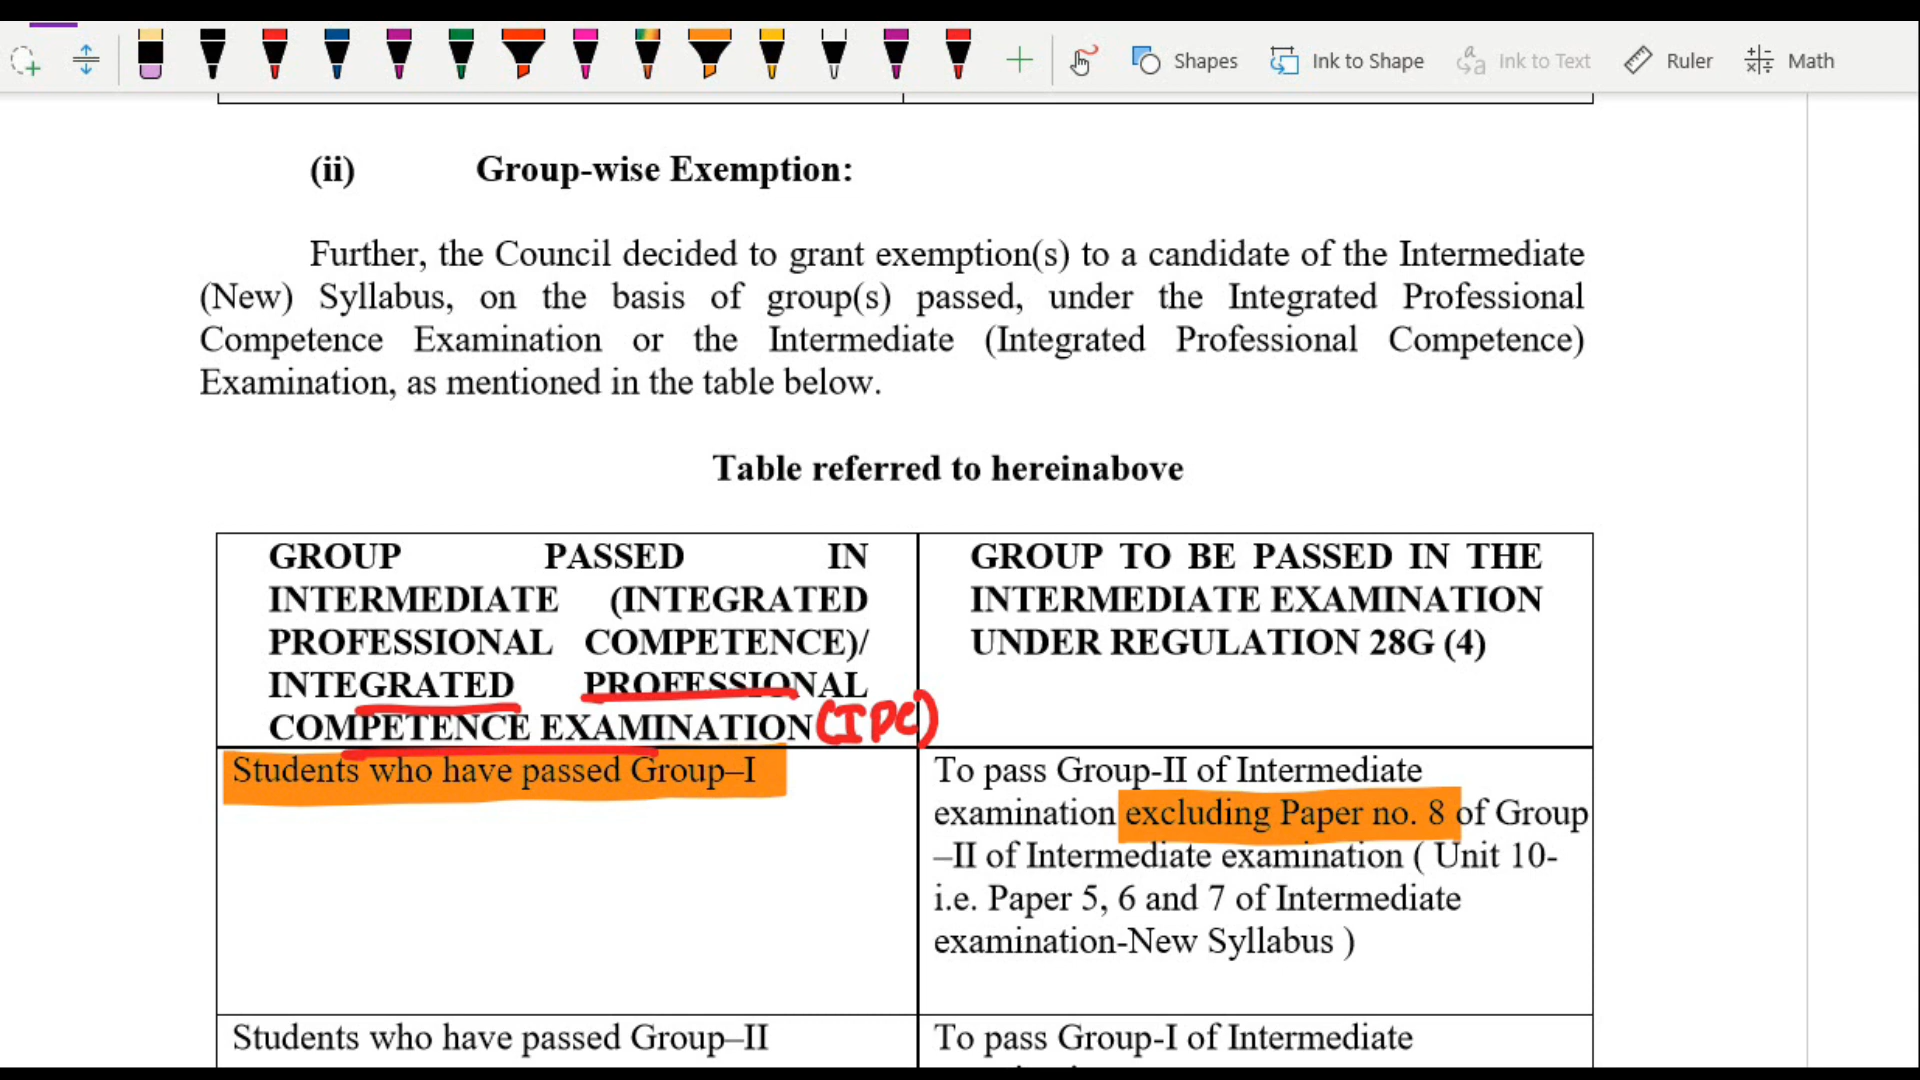 Shapes
Ink to Shape
Ink to Text
Ruler
Math
(ii) Group-wise Exemption:
Further, the Council decided to grant exemption(s) to a candidate of the Intermediate
(New) Syllabus, on the basis of group(s) passed, under the Integrated Professional
Competence Examination or the Intermediate (Integrated Professional Competence)
Examination, as mentioned in the table below.
Table referred to hereinabove
GROUP PASSED IN
INTERMEDIATE (INTEGRATED
PROFESSIONAL COMPETENCE)/
INTEGRATED PROFESSIONAL
COMPETENCE EXAMINATION (IPC)
GROUP TO BE PASSED IN THE
INTERMEDIATE EXAMINATION
UNDER REGULATION 28G (4)
Students who have passed Group–I
To pass Group-II of Intermediate
examination excluding Paper no. 8 of Group
–II of Intermediate examination ( Unit 10-
i.e. Paper 5, 6 and 7 of Intermediate
examination-New Syllabus )
Students who have passed Group–II
To pass Group-I of Intermediate